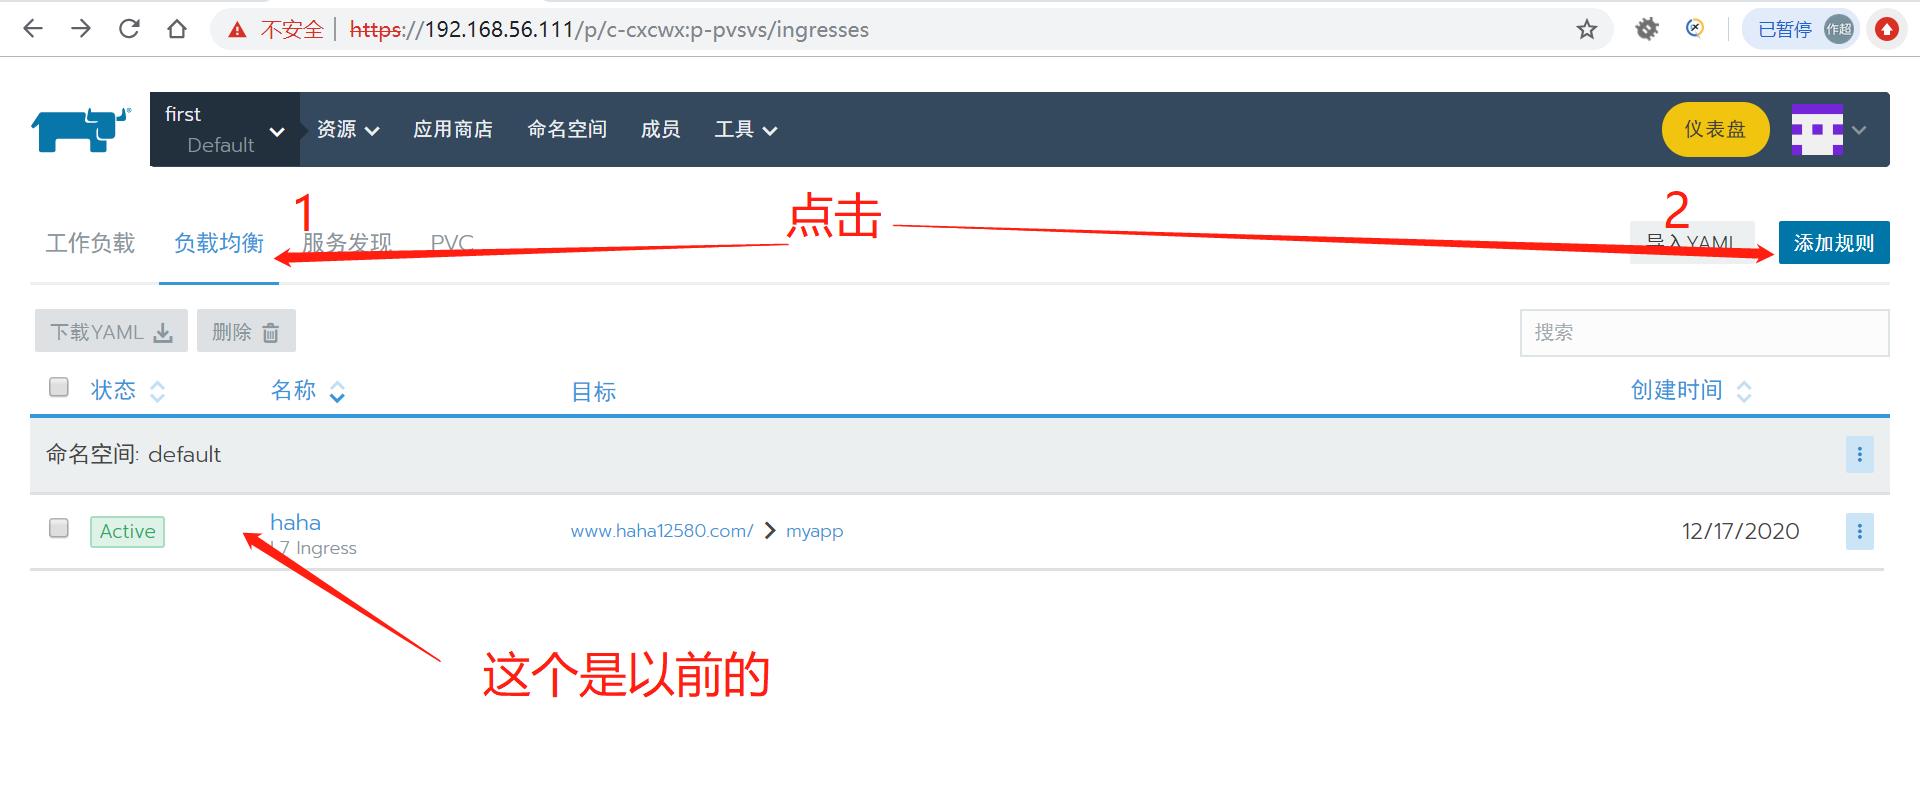 不安全 https://192.168.56.111/p/c-cxcwx:p-pvsvs/ingresses 已暂停 作超
first
Default
资源 应用商店 命名空间 成员 工具 仪表盘
1 点击 2
工作负载 负载均衡 服务发现 PVC 导入YAML 添加规则
下载YAML 删除 搜索
状态 名称 目标 创建时间
命名空间: default
Active haha www.haha12580.com/ myapp 12/17/2020
L7 Ingress
这个是以前的